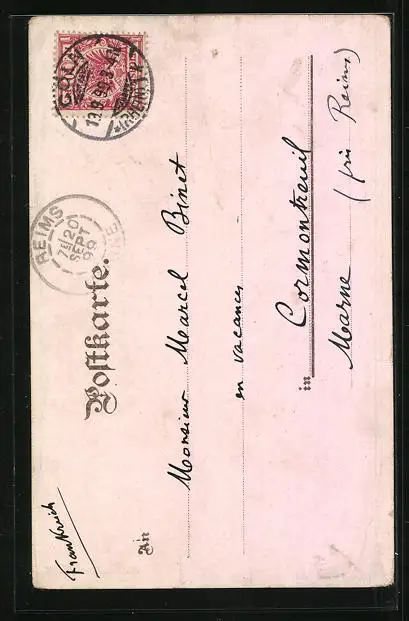 Postkarte.
An Monsieur Marcel Binet
en vacances
in Cormontreuil
Marne (près Reims)
Frankreich
REIMS
20
SEPT
99